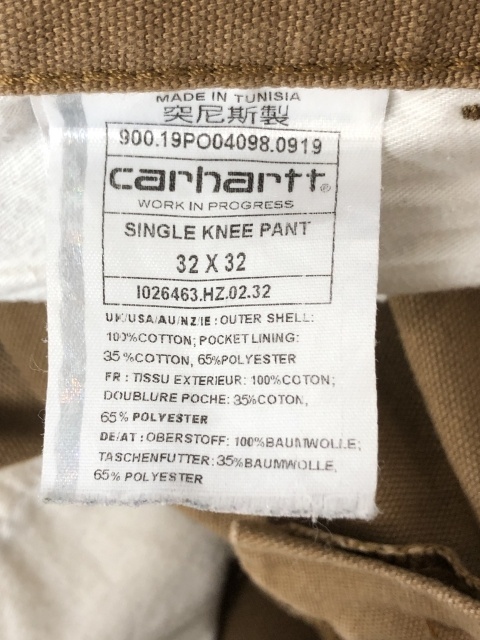 MADE IN TUNISIA
突尼斯製
900.19PO04098.0919
carhartt®
WORK IN PROGRESS
SINGLE KNEE PANT
32 X 32
I026463.HZ.02.32
UK/USA/AU/NZ/IE : OUTER SHELL:
100%COTTON; POCKET LINING:
35%COTTON, 65%POLYESTER
FR : TISSU EXTERIEUR: 100%COTON;
DOUBLURE POCHE: 35%COTON,
65% POLYESTER
DE/AT : OBERSTOFF: 100%BAUMWOLLE;
TASCHENFUTTER: 35%BAUMWOLLE,
65% POLYESTER